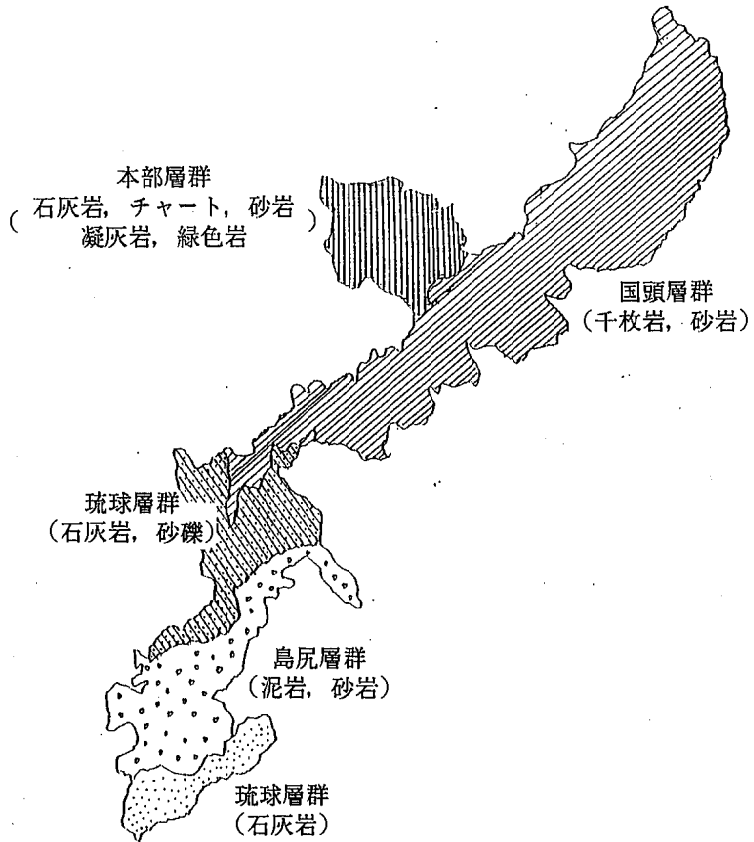 本部層群
（石灰岩，チャート，砂岩
凝灰岩，緑色岩）
国頭層群
（千枚岩，砂岩）
琉球層群
（石灰岩，砂礫）
島尻層群
（泥岩，砂岩）
琉球層群
（石灰岩）